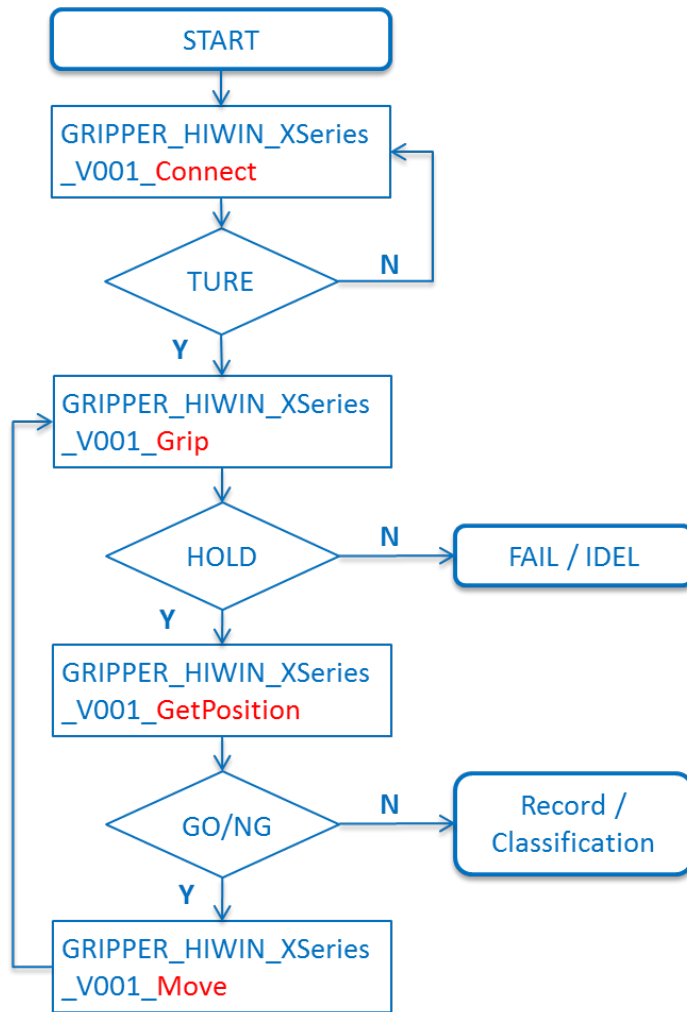 START
GRIPPER_HIWIN_XSeries
_V001_Connect
TURE
N
Y
GRIPPER_HIWIN_XSeries
_V001_Grip
HOLD
N
FAIL / IDEL
Y
GRIPPER_HIWIN_XSeries
_V001_GetPosition
GO/NG
N
Record /
Classification
Y
GRIPPER_HIWIN_XSeries
_V001_Move